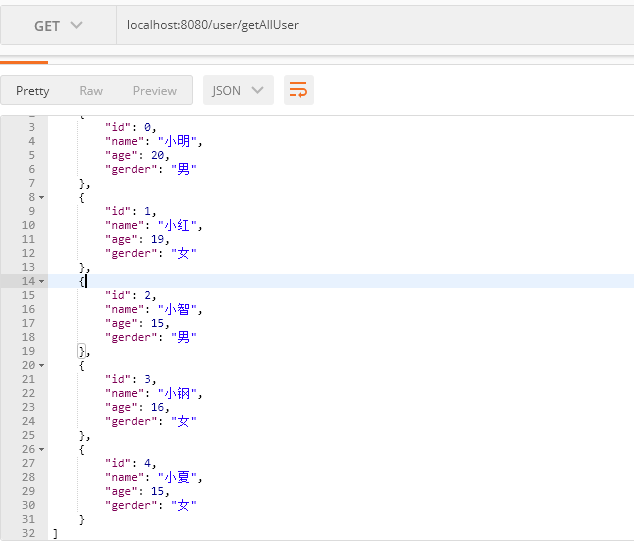 GET
localhost:8080/user/getAllUser
Pretty Raw Preview JSON
3 "id": 0,
4 "name": "小明",
5 "age": 20,
6 "gerder": "男"
7 },
8 {
9 "id": 1,
10 "name": "小红",
11 "age": 19,
12 "gerder": "女"
13 },
14 {
15 "id": 2,
16 "name": "小智",
17 "age": 15,
18 "gerder": "男"
19 },
20 {
21 "id": 3,
22 "name": "小钢",
23 "age": 16,
24 "gerder": "女"
25 },
26 {
27 "id": 4,
28 "name": "小夏",
29 "age": 15,
30 "gerder": "女"
31 }
32 ]